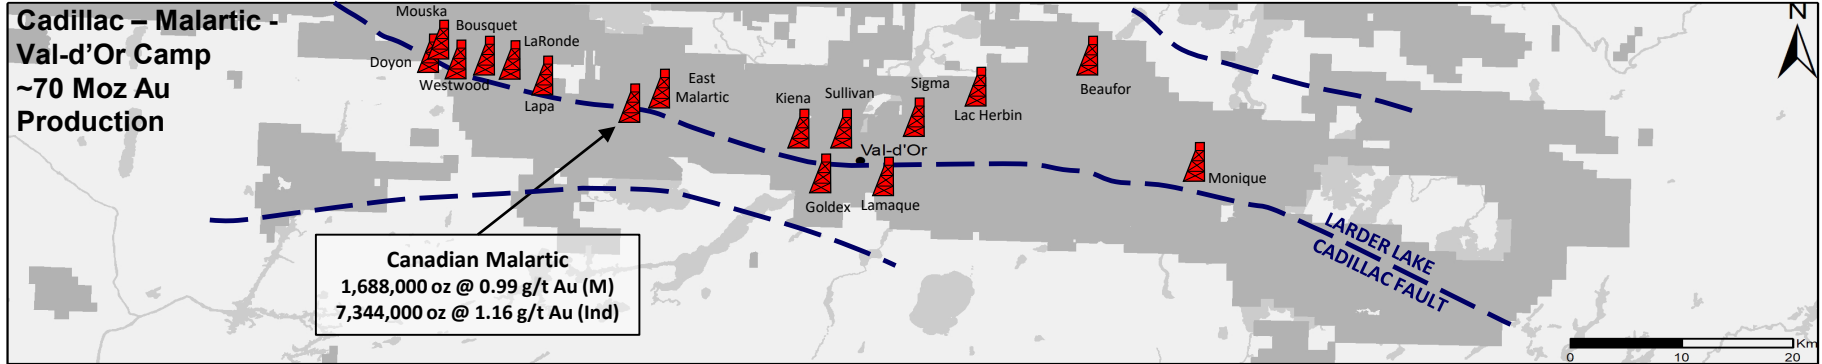 Cadillac – Malartic -
Val-d'Or Camp
~70 Moz Au
Production
Mouska
Bousquet
LaRonde
Doyon
Westwood
Lapa
East
Malartic
Kiena
Sullivan
Sigma
Lac Herbin
Beaufor
Val-d'Or
Goldex
Lamaque
Monique
N
Canadian Malartic
1,688,000 oz @ 0.99 g/t Au (M)
7,344,000 oz @ 1.16 g/t Au (Ind)
LARDER LAKE
CADILLAC FAULT
Km
0 10 20